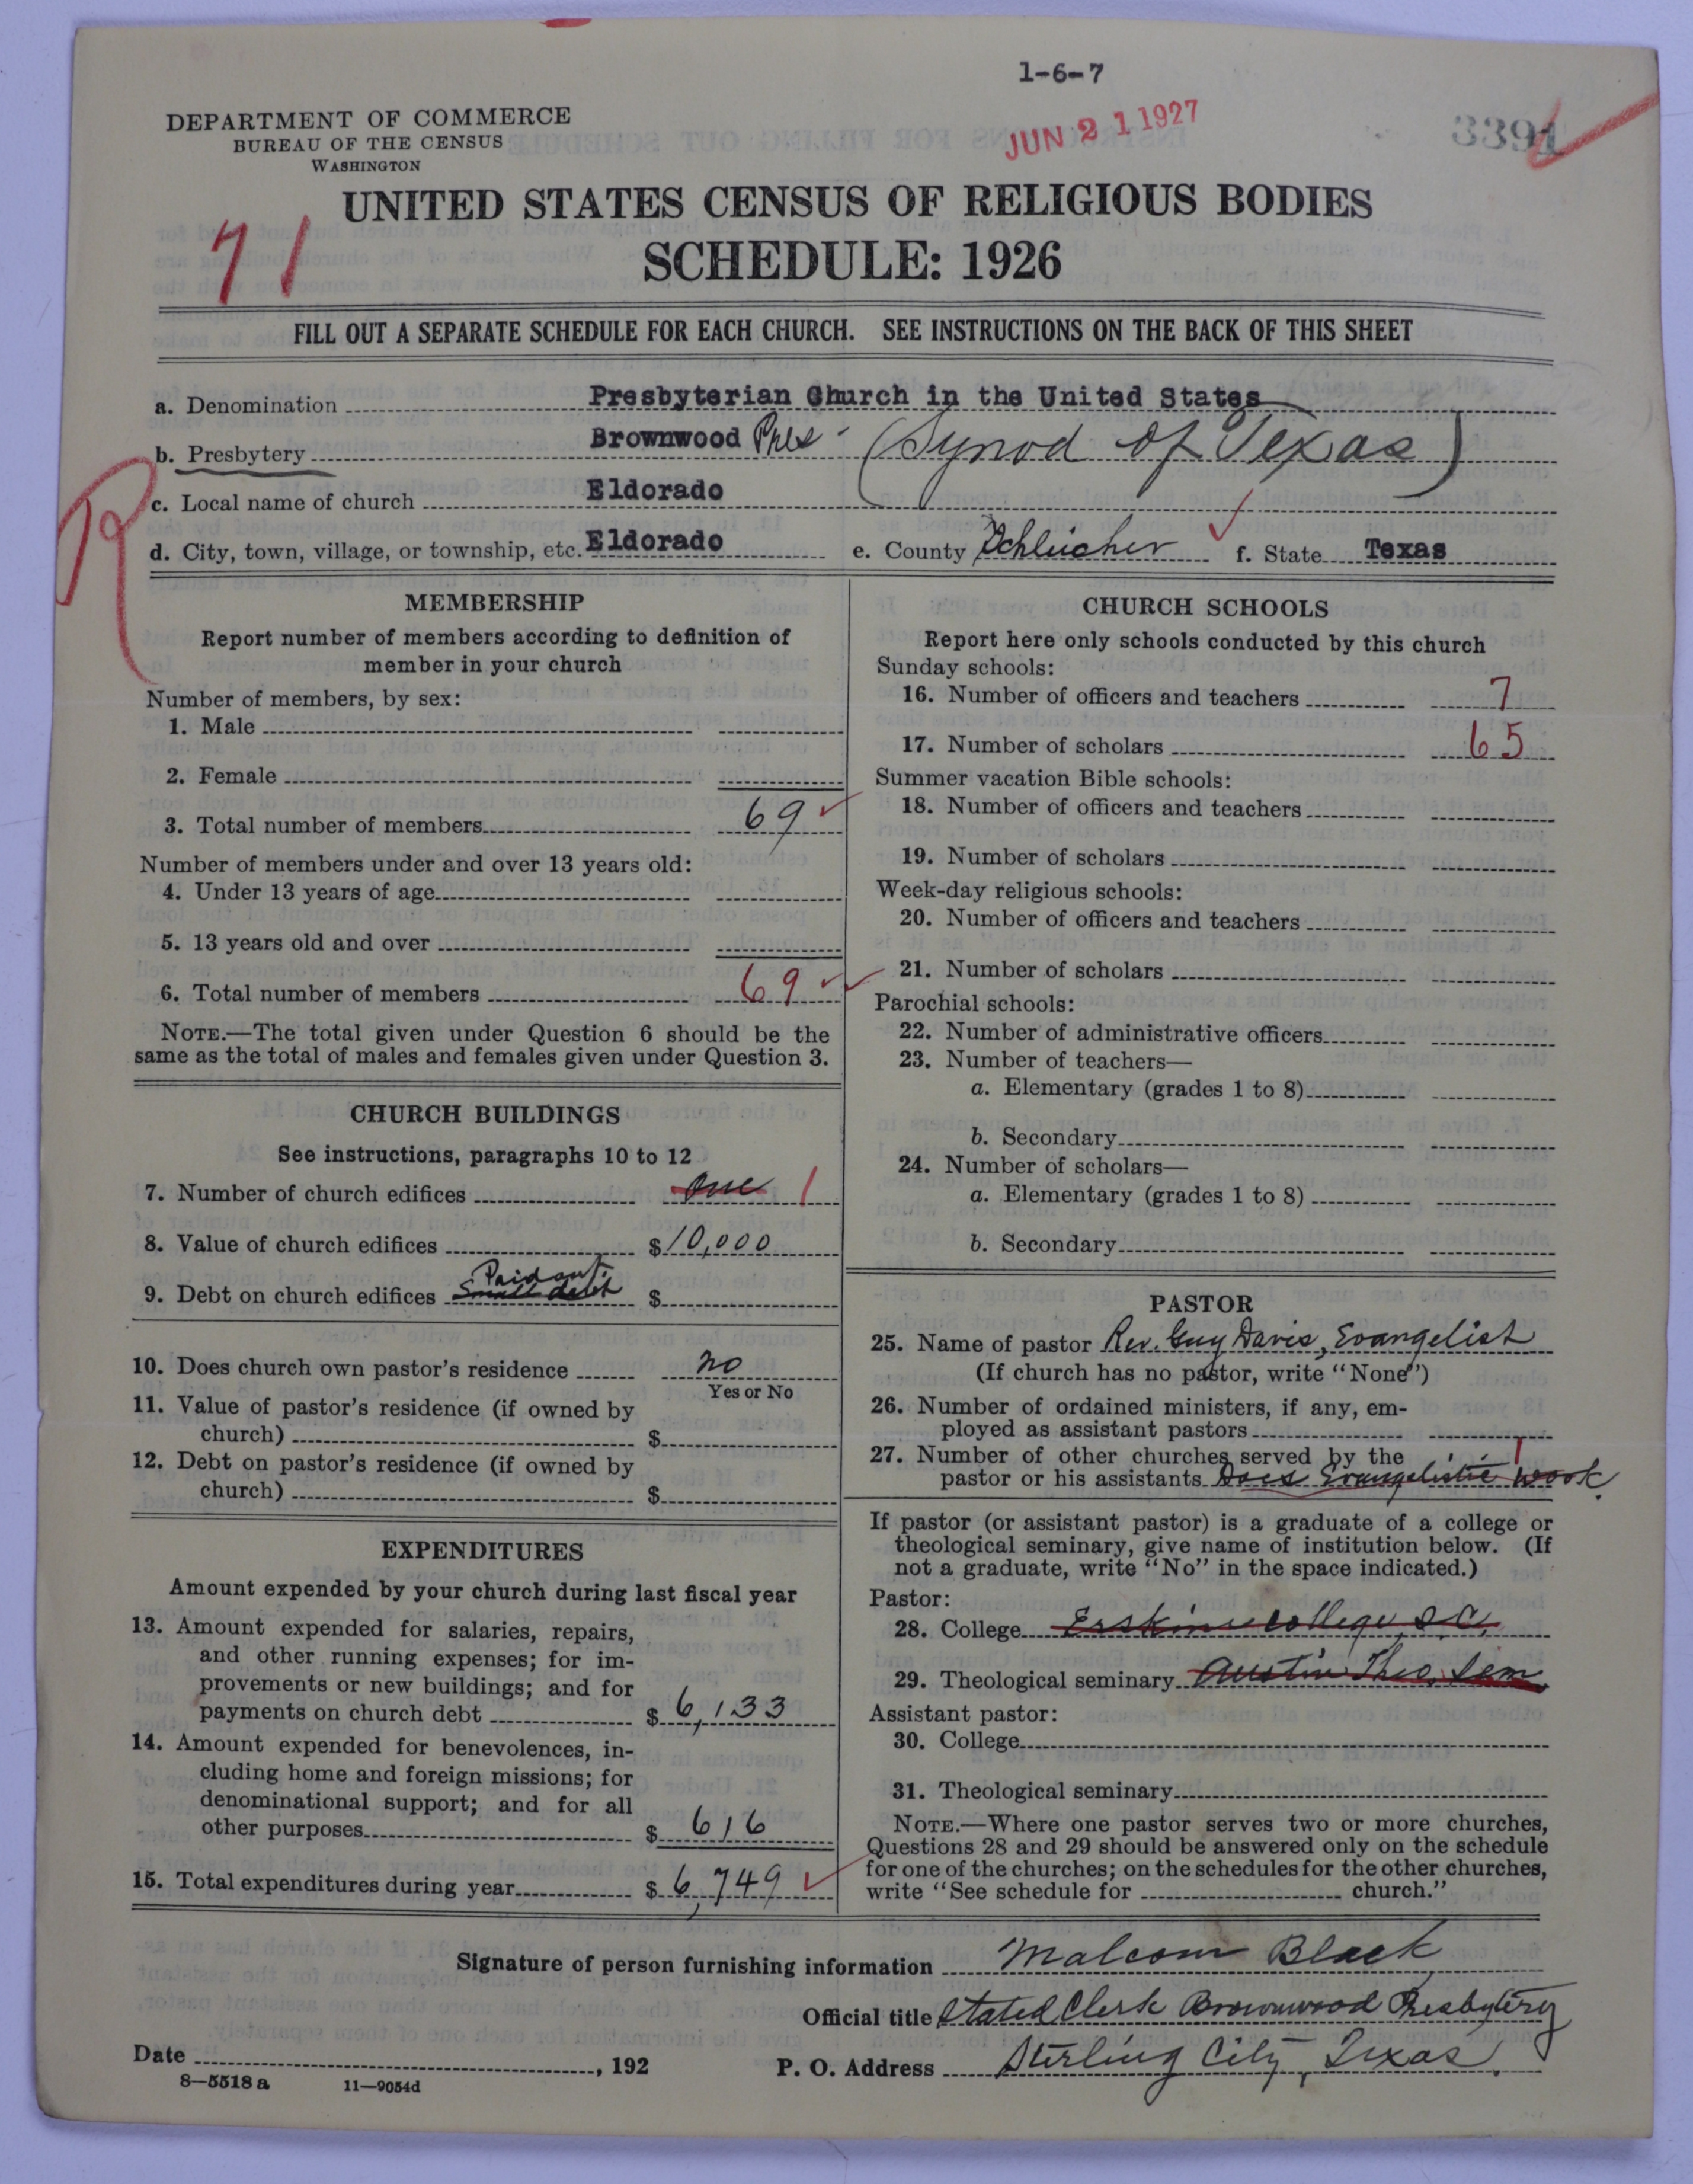 1-6-7
JUN 21 1927
3391
DEPARTMENT OF COMMERCE
BUREAU OF THE CENSUS
WASHINGTON
UNITED STATES CENSUS OF RELIGIOUS BODIES
71
SCHEDULE: 1926
FILL OUT A SEPARATE SCHEDULE FOR EACH CHURCH. SEE INSTRUCTIONS ON THE BACK OF THIS SHEET
a. Denomination Presbyterian Church in the United States
b. Presbytery Brownwood Pres (Synod of Texas)
R
c. Local name of church Eldorado
d. City, town, village, or township, etc. Eldorado e. County Schleicher f. State Texas
MEMBERSHIP
Report number of members according to definition of
member in your church
Number of members, by sex:
1. Male
2. Female
3. Total number of members 69
Number of members under and over 13 years old:
4. Under 13 years of age
5. 13 years old and over
6. Total number of members 69
NOTE.—The total given under Question 6 should be the
same as the total of males and females given under Question 3.
CHURCH BUILDINGS
See instructions, paragraphs 10 to 12
7. Number of church edifices One 1
8. Value of church edifices $10,000
Paid out
9. Debt on church edifices Small debt $
10. Does church own pastor's residence no
Yes or No
11. Value of pastor's residence (if owned by
church) $
12. Debt on pastor's residence (if owned by
church) $
EXPENDITURES
Amount expended by your church during last fiscal year
13. Amount expended for salaries, repairs,
and other running expenses; for im-
provements or new buildings; and for
payments on church debt $6,133
14. Amount expended for benevolences, in-
cluding home and foreign missions; for
denominational support; and for all
other purposes $616
15. Total expenditures during year $6,749
CHURCH SCHOOLS
Report here only schools conducted by this church
Sunday schools:
16. Number of officers and teachers 7
17. Number of scholars 65
Summer vacation Bible schools:
18. Number of officers and teachers
19. Number of scholars
Week-day religious schools:
20. Number of officers and teachers
21. Number of scholars
Parochial schools:
22. Number of administrative officers
23. Number of teachers—
a. Elementary (grades 1 to 8)
b. Secondary
24. Number of scholars—
a. Elementary (grades 1 to 8)
b. Secondary
PASTOR
25. Name of pastor Rev. Guy Davis, Evangelist
(If church has no pastor, write "None")
26. Number of ordained ministers, if any, em-
ployed as assistant pastors
27. Number of other churches served by the 1
pastor or his assistants Does Evangelistic work.
If pastor (or assistant pastor) is a graduate of a college or
theological seminary, give name of institution below. (If
not a graduate, write "No" in the space indicated.)
Pastor:
28. College Erskine college, S.C.
29. Theological seminary Austin Theo. Sem.
Assistant pastor:
30. College
31. Theological seminary
NOTE.—Where one pastor serves two or more churches,
Questions 28 and 29 should be answered only on the schedule
for one of the churches; on the schedules for the other churches,
write "See schedule for church."
Signature of person furnishing information Malcom Black
Official title Stated Clerk Brownwood Presbytery
Date , 192 P. O. Address Sterling City, Texas.
8—5518 a 11—9054d